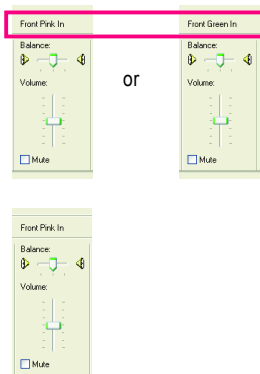 Front Pink In
Balance:
Volume:
Mute
or
Front Green In
Balance:
Volume:
Mute
Front Pink In
Balance:
Volume:
Mute